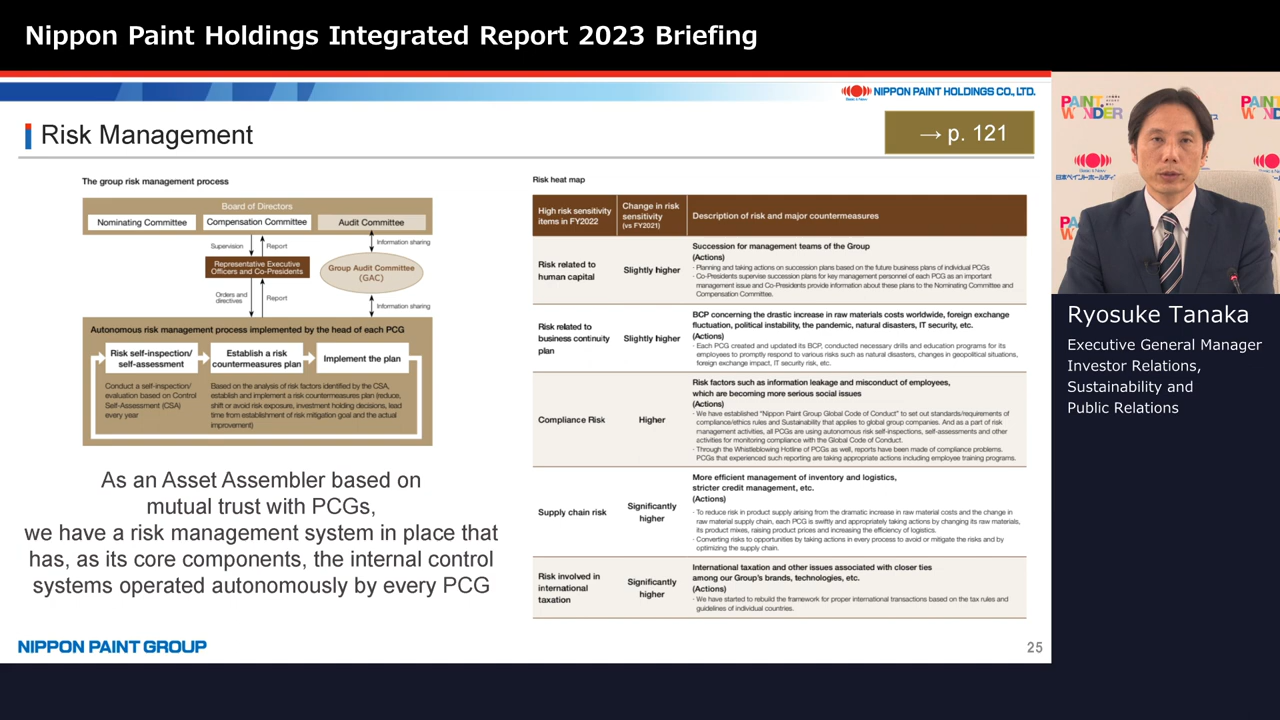 Nippon Paint Holdings Integrated Report 2023 Briefing
NIPPON PAINT HOLDINGS CO., LTD.
Risk Management
→ p. 121
The group risk management process
Board of Directors
Nominating Committee
Compensation Committee
Audit Committee
Supervision
Report
Information sharing
Representative Executive
Officers and Co-Presidents
Group Audit Committee
(GAC)
Orders and
directives
Report
Information sharing
Autonomous risk management process implemented by the head of each PCG
Risk self-inspection/
self-assessment
Establish a risk
countermeasures plan
Implement the plan
Conduct a self-inspection/
evaluation based on Control
Self-Assessment (CSA)
every year
Based on the analysis of risk factors identified by the CSA,
establish and implement a risk countermeasures plan (reduce,
shift or avoid risk exposure, investment holding decisions, lead
time from establishment of risk mitigation goal and the actual
improvement)
As an Asset Assembler based on
mutual trust with PCGs,
we have a risk management system in place that
has, as its core components, the internal control
systems operated autonomously by every PCG
Risk heat map
High risk sensitivity
items in FY2022
Change in risk
sensitivity
(vs FY2021)
Description of risk and major countermeasures
Risk related to
human capital
Slightly higher
Succession for management teams of the Group
(Actions)
· Planning and taking actions on succession plans based on the future business plans of individual PCGs
· Co-Presidents supervise succession plans for key management personnel of each PCG as an important
management issue and Co-Presidents provide information about these plans to the Nominating Committee and
Compensation Committee.
Risk related to
business continuity
plan
Slightly higher
BCP concerning the drastic increase in raw materials costs worldwide, foreign exchange
fluctuation, political instability, the pandemic, natural disasters, IT security, etc.
(Actions)
· Each PCG created and updated its BCP, conducted necessary drills and education programs for its
employees to promptly respond to various risks such as natural disasters, changes in geopolitical situations,
foreign exchange impact, IT security risk, etc.
Compliance Risk
Higher
Risk factors such as information leakage and misconduct of employees,
which are becoming more serious social issues
(Actions)
· We have established "Nippon Paint Group Global Code of Conduct" to set out standards/requirements of
compliance/ethics rules and Sustainability that applies to global group companies. And as a part of risk
management activities, all PCGs are using autonomous risk self-inspections, self-assessments and other
activities for monitoring compliance with the Global Code of Conduct.
· Through the Whistleblowing Hotline of PCGs as well, reports have been made of compliance problems.
PCGs that experienced such reporting are taking appropriate actions including employee training programs.
Supply chain risk
Significantly
higher
More efficient management of inventory and logistics,
stricter credit management, etc.
(Actions)
· To reduce risk in product supply arising from the dramatic increase in raw material costs and the change in
raw material supply chain, each PCG is swiftly and appropriately taking actions by changing its raw materials,
its product mixes, raising product prices and increasing the efficiency of logistics.
· Converting risks to opportunities by taking actions in every process to avoid or mitigate the risks and by
optimizing the supply chain.
Risk involved in
international
taxation
Significantly
higher
International taxation and other issues associated with closer ties
among our Group's brands, technologies, etc.
(Actions)
· We have started to rebuild the framework for proper international transactions based on the tax rules and
guidelines of individual countries.
NIPPON PAINT GROUP
25
PAINT
WONDER
日本ペイントホールディ
Ryosuke Tanaka
Executive General Manager
Investor Relations,
Sustainability and
Public Relations